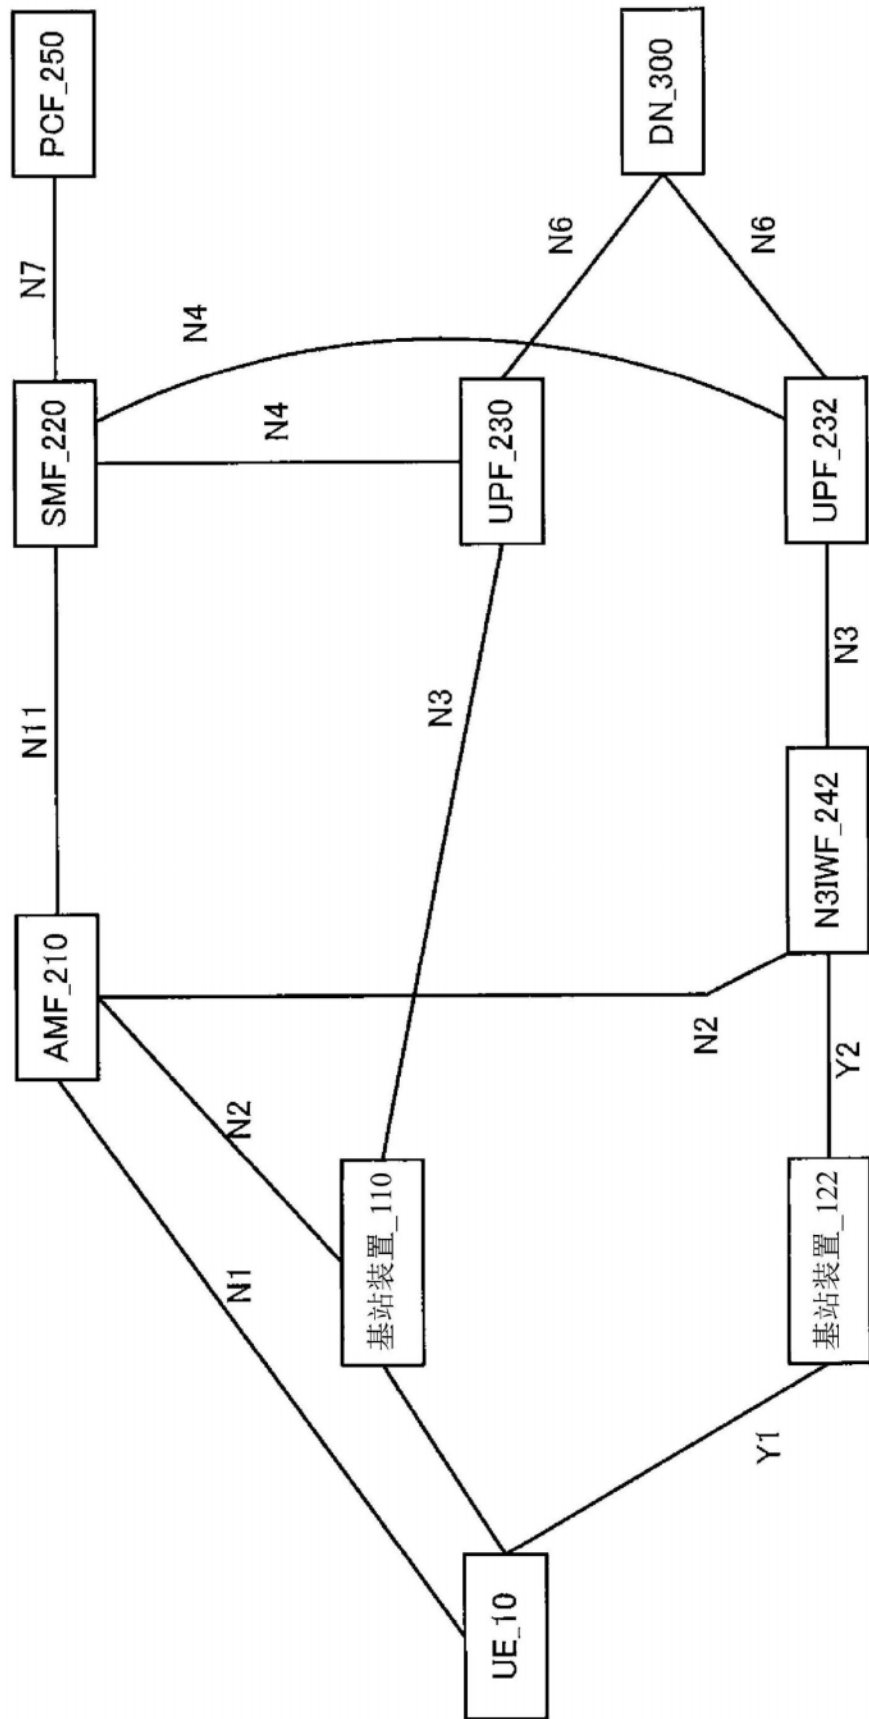 AMF_210
N11
SMF_220
N7
PCF_250
N1
N2
N4
N4
基站装置_110
N3
UPF_230
N6
UE_10
DN_300
N2
N6
Y1
基站装置_122
Y2
N3IWF_242
N3
UPF_232